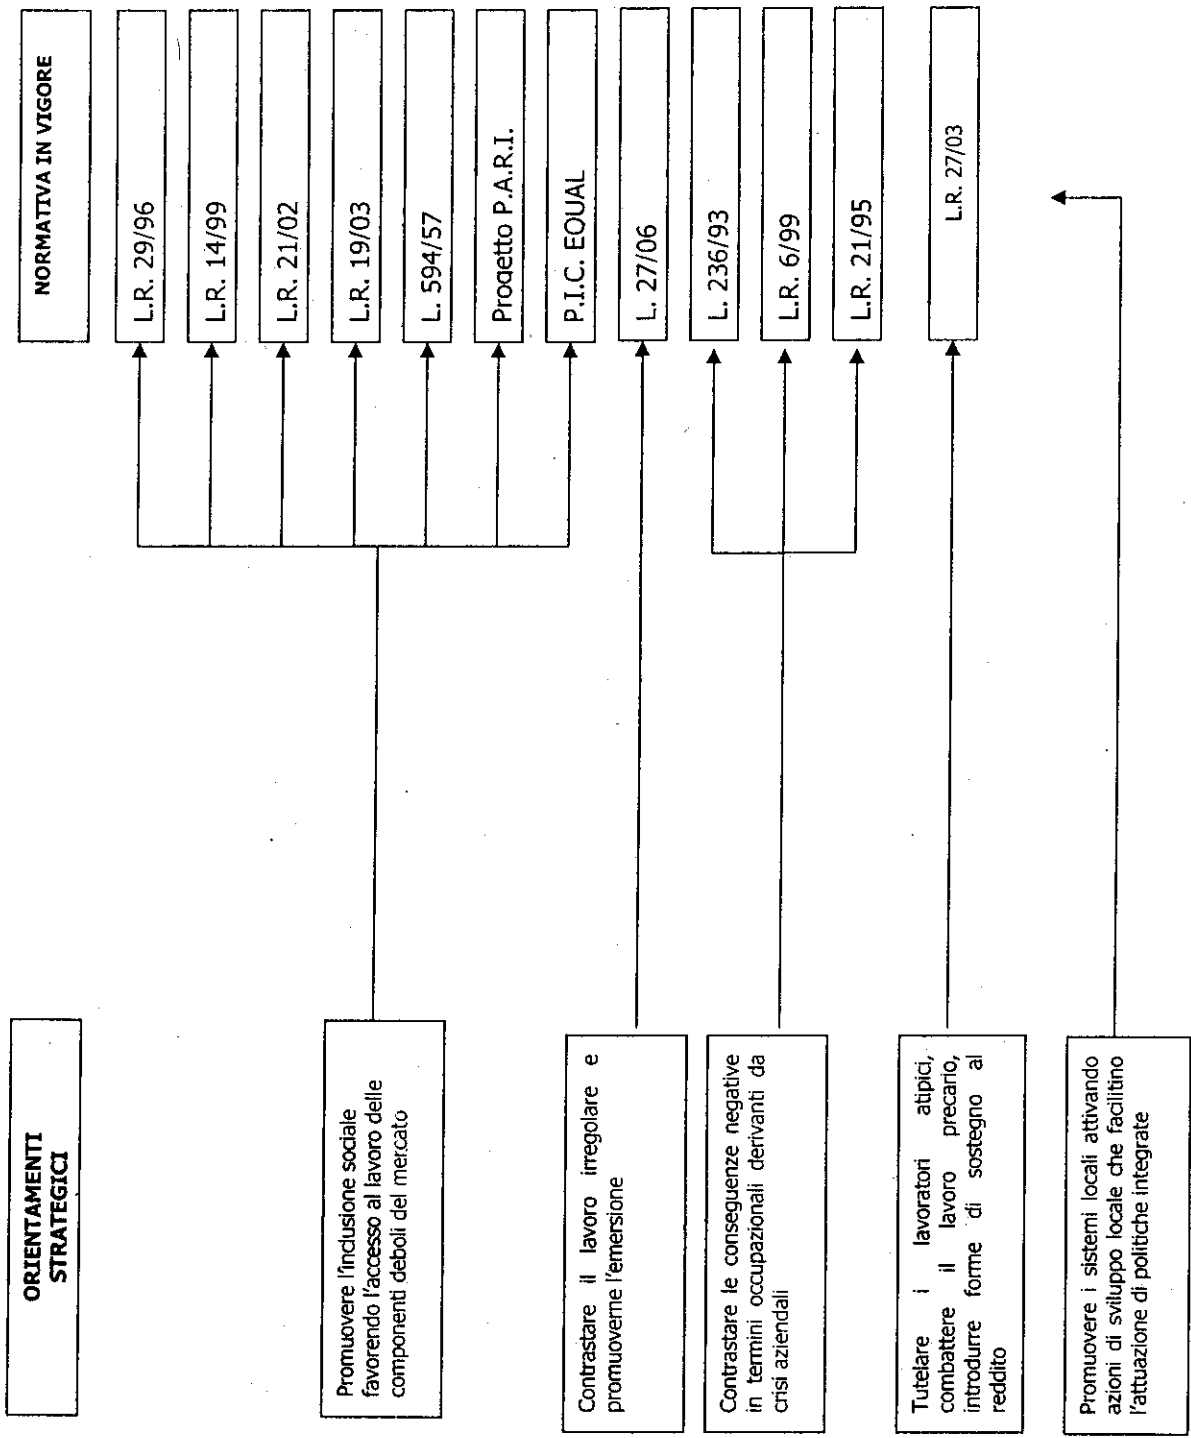 ORIENTAMENTI
STRATEGICI
NORMATIVA IN VIGORE
Promuovere l'inclusione sociale
favorendo l'accesso al lavoro delle
componenti deboli del mercato
L.R. 29/96
L.R. 14/99
L.R. 21/02
L.R. 19/03
L. 594/57
Progetto P.A.R.I.
P.I.C. EQUAL
Contrastare il lavoro irregolare e
promuoverne l'emersione
L. 27/06
Contrastare le conseguenze negative
in termini occupazionali derivanti da
crisi aziendali
L. 236/93
L.R. 6/99
L.R. 21/95
Tutelare i lavoratori atipici,
combattere il lavoro precario,
introdurre forme di sostegno al
reddito
L.R. 27/03
Promuovere i sistemi locali attivando
azioni di sviluppo locale che facilitino
l'attuazione di politiche integrate